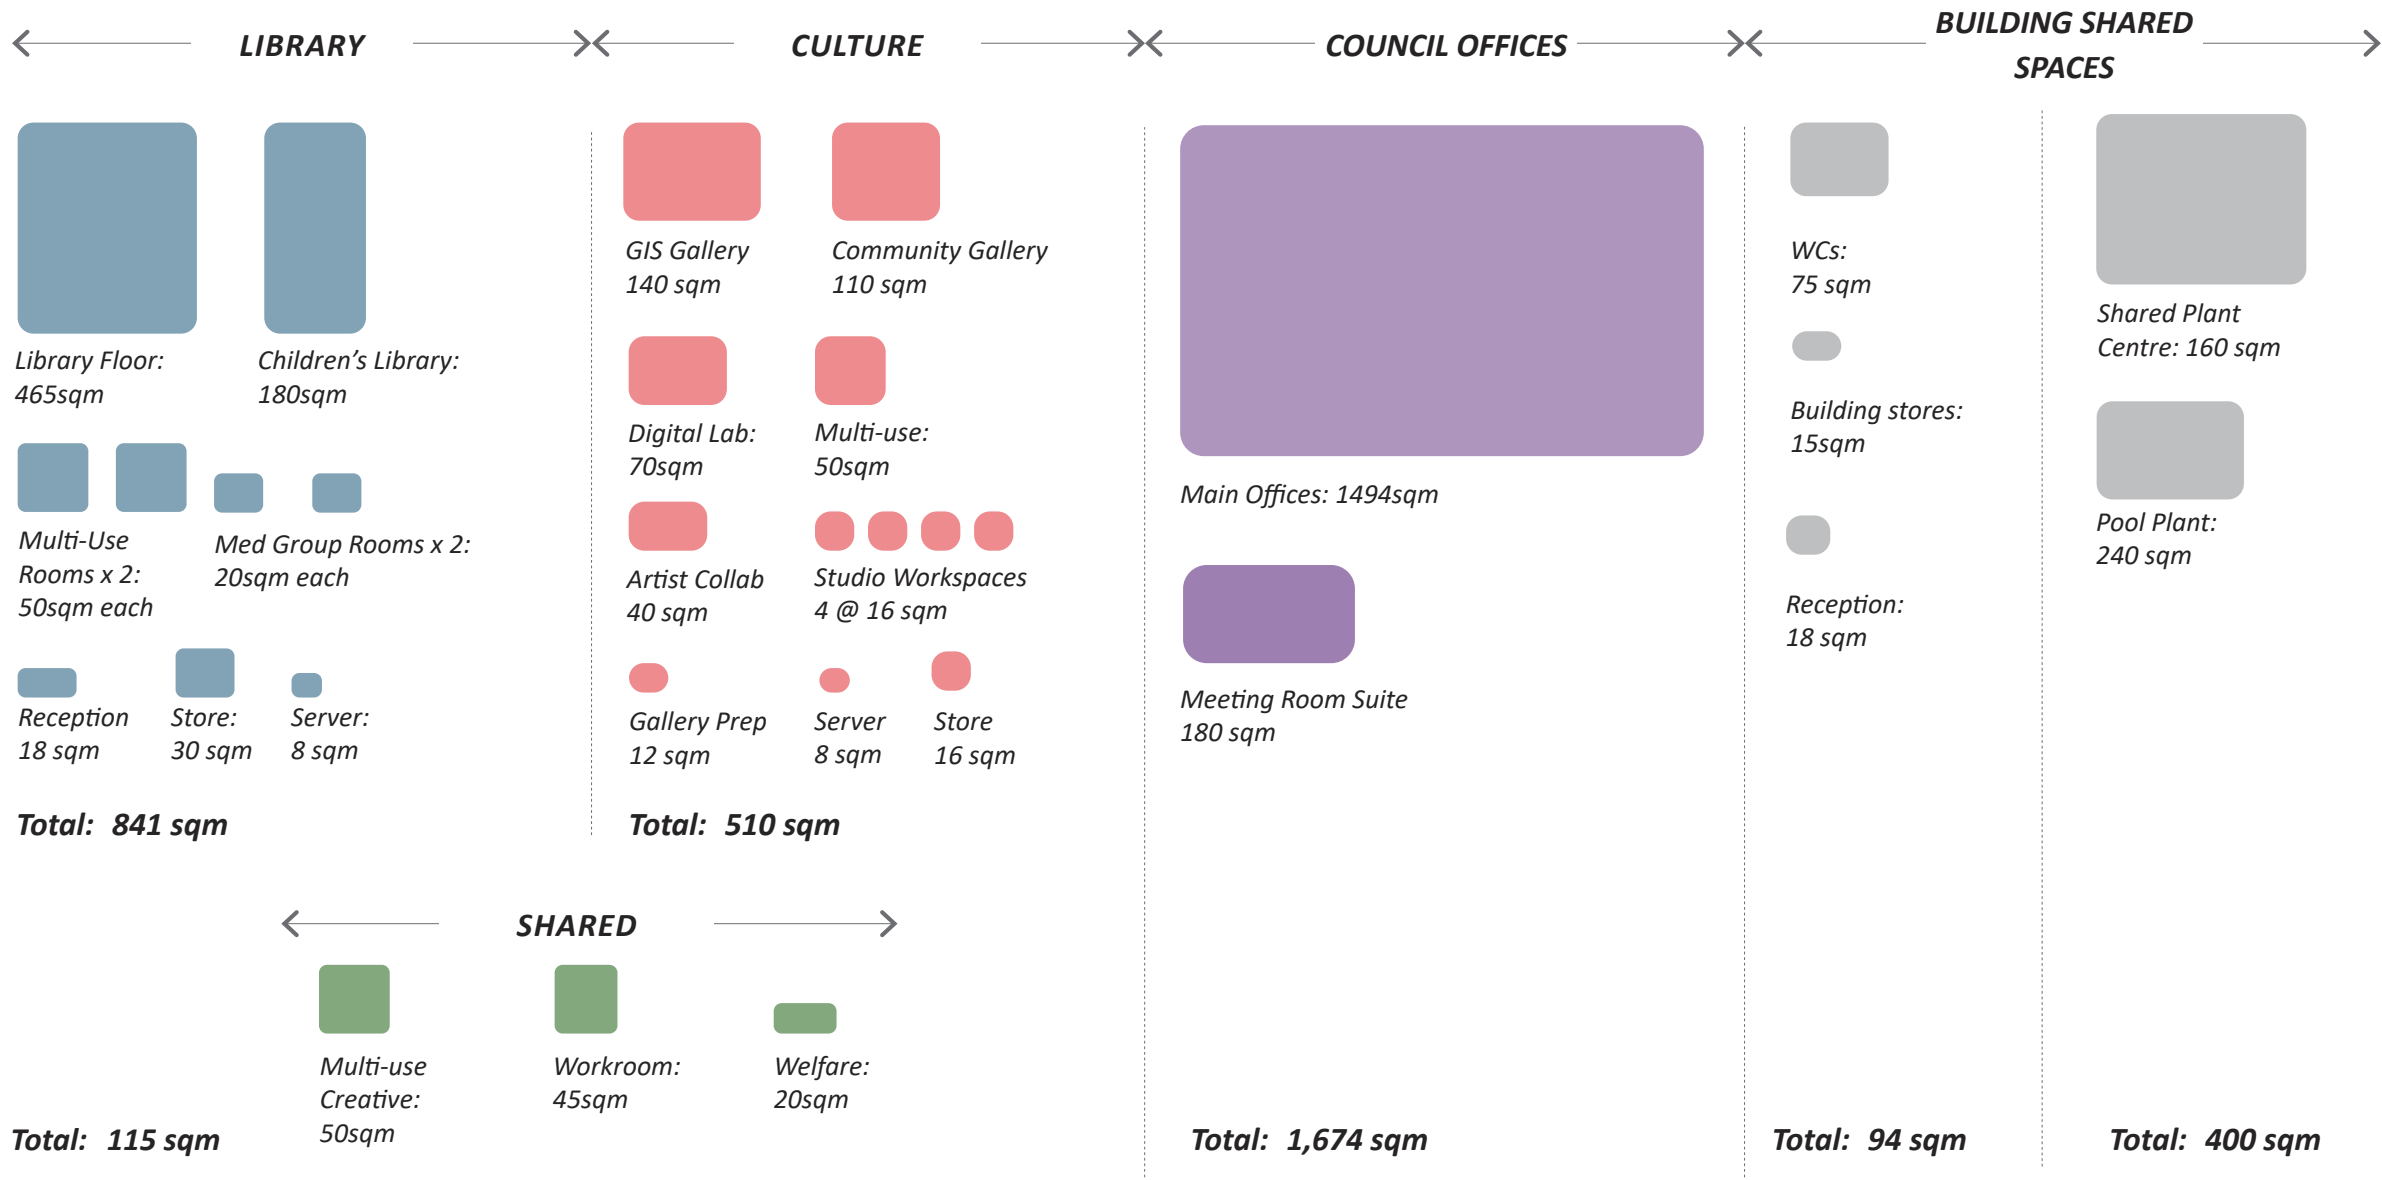 LIBRARY
CULTURE
COUNCIL OFFICES
BUILDING SHARED
SPACES
Library Floor:
465sqm
Children's Library:
180sqm
Multi-Use
Rooms x 2:
50sqm each
Med Group Rooms x 2:
20sqm each
Reception
18 sqm
Store:
30 sqm
Server:
8 sqm
Total: 841 sqm
GIS Gallery
140 sqm
Community Gallery
110 sqm
Digital Lab:
70sqm
Multi-use:
50sqm
Artist Collab
40 sqm
Studio Workspaces
4 @ 16 sqm
Gallery Prep
12 sqm
Server
8 sqm
Store
16 sqm
Total: 510 sqm
SHARED
Multi-use
Creative:
50sqm
Workroom:
45sqm
Welfare:
20sqm
Total: 115 sqm
Main Offices: 1494sqm
Meeting Room Suite
180 sqm
Total: 1,674 sqm
WCs:
75 sqm
Building stores:
15sqm
Reception:
18 sqm
Total: 94 sqm
Shared Plant
Centre: 160 sqm
Pool Plant:
240 sqm
Total: 400 sqm